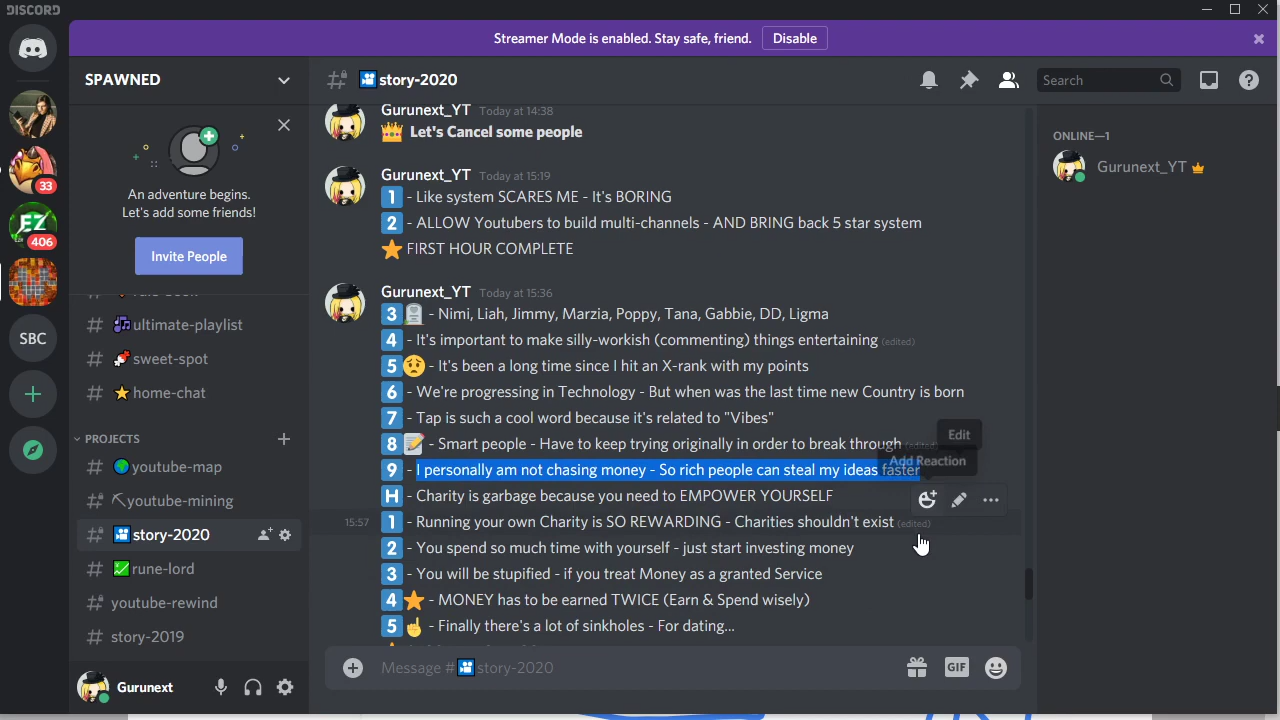 DISCORD
Streamer Mode is enabled. Stay safe, friend. Disable
SPAWNED
story-2020
Search
33
EZ
406
SBC
An adventure begins.
Let's add some friends!
Invite People
ultimate-playlist
sweet-spot
home-chat
PROJECTS
youtube-map
youtube-mining
story-2020
rune-lord
youtube-rewind
story-2019
Gurunext
Gurunext_YT Today at 14:38
Let's Cancel some people
Gurunext_YT Today at 15:19
1 - Like system SCARES ME - It's BORING
2 - ALLOW Youtubers to build multi-channels - AND BRING back 5 star system
FIRST HOUR COMPLETE
Gurunext_YT Today at 15:36
3 - Nimi, Liah, Jimmy, Marzia, Poppy, Tana, Gabbie, DD, Ligma
4 - It's important to make silly-workish (commenting) things entertaining (edited)
5 - It's been a long time since I hit an X-rank with my points
6 - We're progressing in Technology - But when was the last time new Country is born
7 - Tap is such a cool word because it's related to "Vibes"
8 - Smart people - Have to keep trying originally in order to break through (edited)
Edit
9 - I personally am not chasing money - So rich people can steal my ideas faster
Add Reaction
H - Charity is garbage because you need to EMPOWER YOURSELF
15:57 1 - Running your own Charity is SO REWARDING - Charities shouldn't exist (edited)
2 - You spend so much time with yourself - just start investing money
3 - You will be stupified - if you treat Money as a granted Service
4 - MONEY has to be earned TWICE (Earn & Spend wisely)
5 - Finally there's a lot of sinkholes - For dating...
Message # story-2020
GIF
ONLINE—1
Gurunext_YT